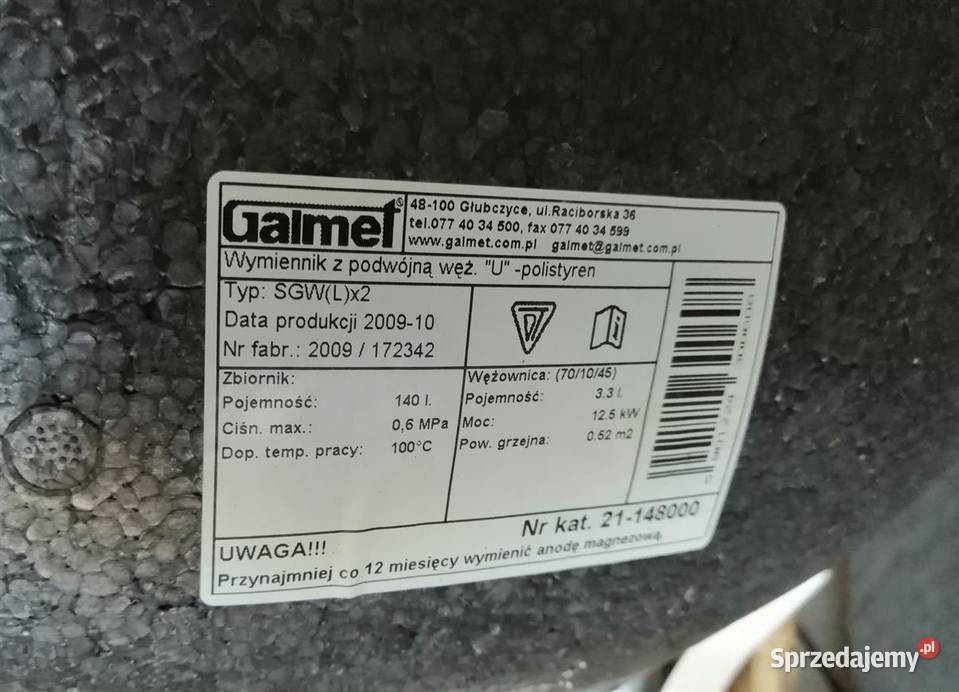 Galmet®
48-100 Głubczyce, ul.Raciborska 36
tel.077 40 34 500, fax 077 40 34 599
www.galmet.com.pl galmet@galmet.com.pl
Wymiennik z podwójną węż. "U" -polistyren
Typ: SGW(L)x2
Data produkcji 2009-10
Nr fabr.: 2009 / 172342
Zbiornik:
Pojemność: 140 l.
Ciśn. max.: 0,6 MPa
Dop. temp. pracy: 100°C
Wężownica: (70/10/45)
Pojemność: 3.3 l.
Moc: 12.5 kW
Pow. grzejna: 0.52 m2
Nr kat. 21-148000
UWAGA!!!
Przynajmniej co 12 miesięcy wymienić anodę magnezową.
Sprzedajemy.pl